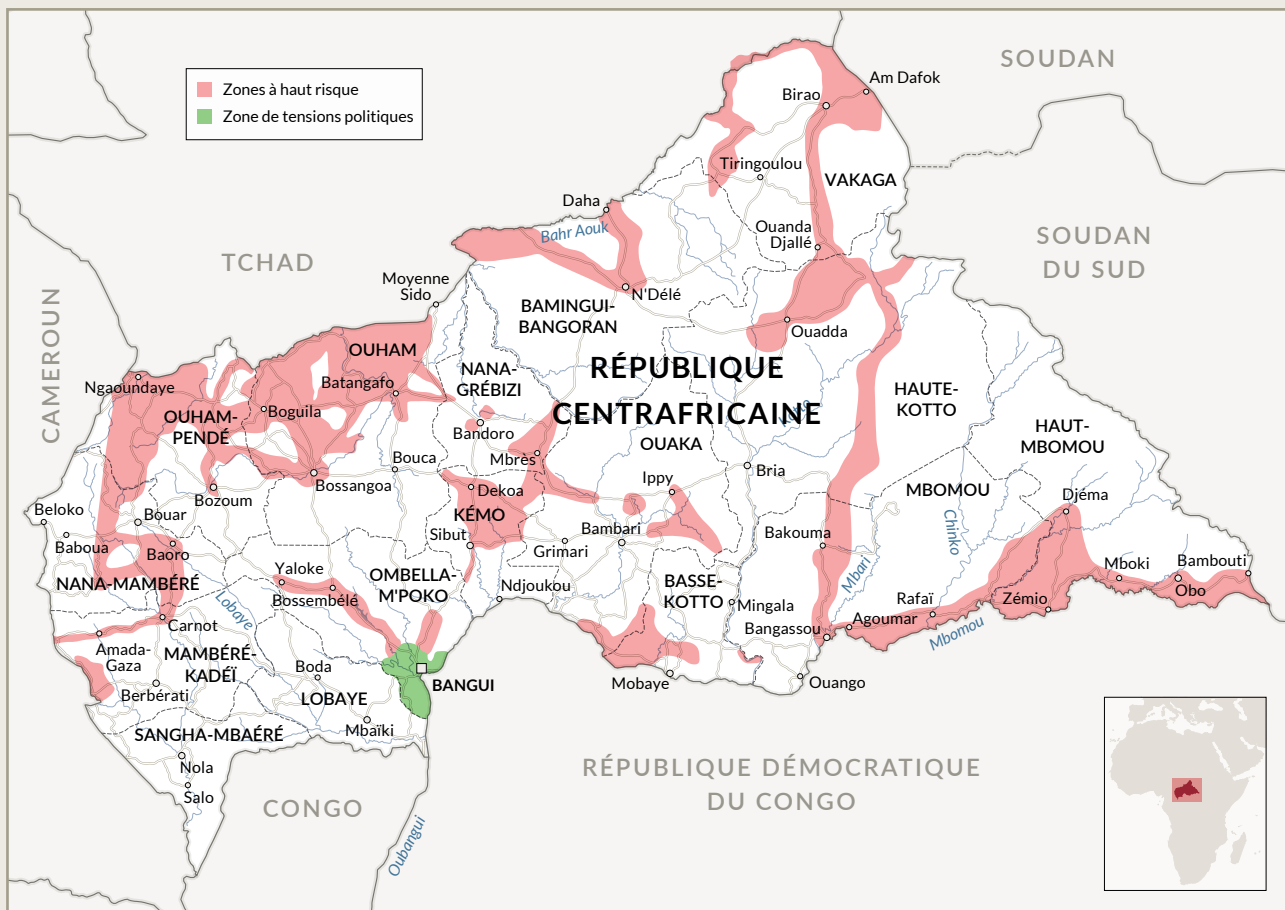 Zones à haut risque
Zone de tensions politiques
SOUDAN
Am Dafok
Birao
Tiringoulou
VAKAGA
Daha
Bahr Aouk
Ouanda
Djallé
SOUDAN
DU SUD
TCHAD
Moyenne
Sido
N'Délé
BAMINGUI-
BANGORAN
Ouadda
CAMEROUN
OUHAM
NANA-
GRÉBIZI
RÉPUBLIQUE
CENTRAFRICAINE
Ngaoundaye
Batangafo
HAUTE-
KOTTO
OUHAM-
PENDÉ
Boguila
Bandoro
OUAKA
HAUT-
MBOMOU
Bouca
Mbrès
Ippy
Bria
Bossangoa
Bozoum
Dekoa
MBOMOU
Djéma
Beloko
Bouar
KÉMO
Chinko
Baboua
Baoro
Sibut
Grimari
Bambari
Bakouma
NANA-MAMBÉRÉ
Yaloke
OMBELLA-
M'POKO
Ndjoukou
BASSE-
KOTTO
Mbari
Mboki
Bambouti
Obo
Bossembélé
Lobaye
Mingala
Rafaï
Zémio
Carnot
Bangassou
Agoumar
Mbomou
Amada-
Gaza
MAMBÉRÉ-
KADÉÏ
Boda
BANGUI
Mobaye
Ouango
Berbérati
LOBAYE
Mbaïki
SANGHA-MBAÉRÉ
Nola
Salo
CONGO
RÉPUBLIQUE DÉMOCRATIQUE
DU CONGO
Oubangui